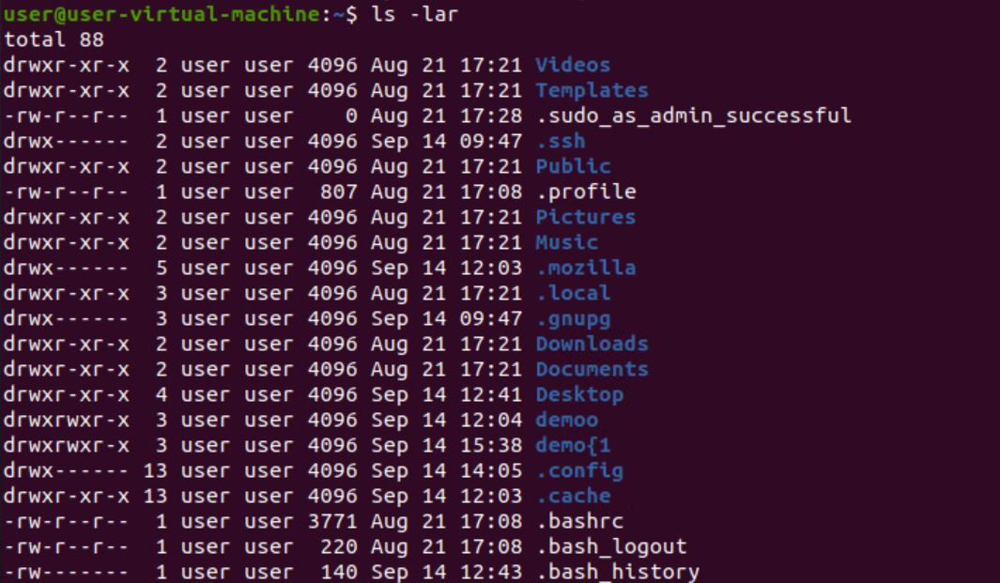 user@user-virtual-machine:~$ ls -lar
total 88
drwxr-xr-x  2 user user 4096 Aug 21 17:21 Videos
drwxr-xr-x  2 user user 4096 Aug 21 17:21 Templates
-rw-r--r--  1 user user    0 Aug 21 17:28 .sudo_as_admin_successful
drwx------  2 user user 4096 Sep 14 09:47 .ssh
drwxr-xr-x  2 user user 4096 Aug 21 17:21 Public
-rw-r--r--  1 user user  807 Aug 21 17:08 .profile
drwxr-xr-x  2 user user 4096 Aug 21 17:21 Pictures
drwxr-xr-x  2 user user 4096 Aug 21 17:21 Music
drwx------  5 user user 4096 Sep 14 12:03 .mozilla
drwxr-xr-x  3 user user 4096 Aug 21 17:21 .local
drwx------  3 user user 4096 Sep 14 09:47 .gnupg
drwxr-xr-x  2 user user 4096 Aug 21 17:21 Downloads
drwxr-xr-x  2 user user 4096 Aug 21 17:21 Documents
drwxr-xr-x  4 user user 4096 Sep 14 12:41 Desktop
drwxrwxr-x  3 user user 4096 Sep 14 12:04 demoo
drwxrwxr-x  3 user user 4096 Sep 14 15:38 demo{1
drwx------ 13 user user 4096 Sep 14 14:05 .config
drwxr-xr-x 13 user user 4096 Sep 14 12:03 .cache
-rw-r--r--  1 user user 3771 Aug 21 17:08 .bashrc
-rw-r--r--  1 user user  220 Aug 21 17:08 .bash_logout
-rw-------  1 user user  140 Sep 14 12:43 .bash_history